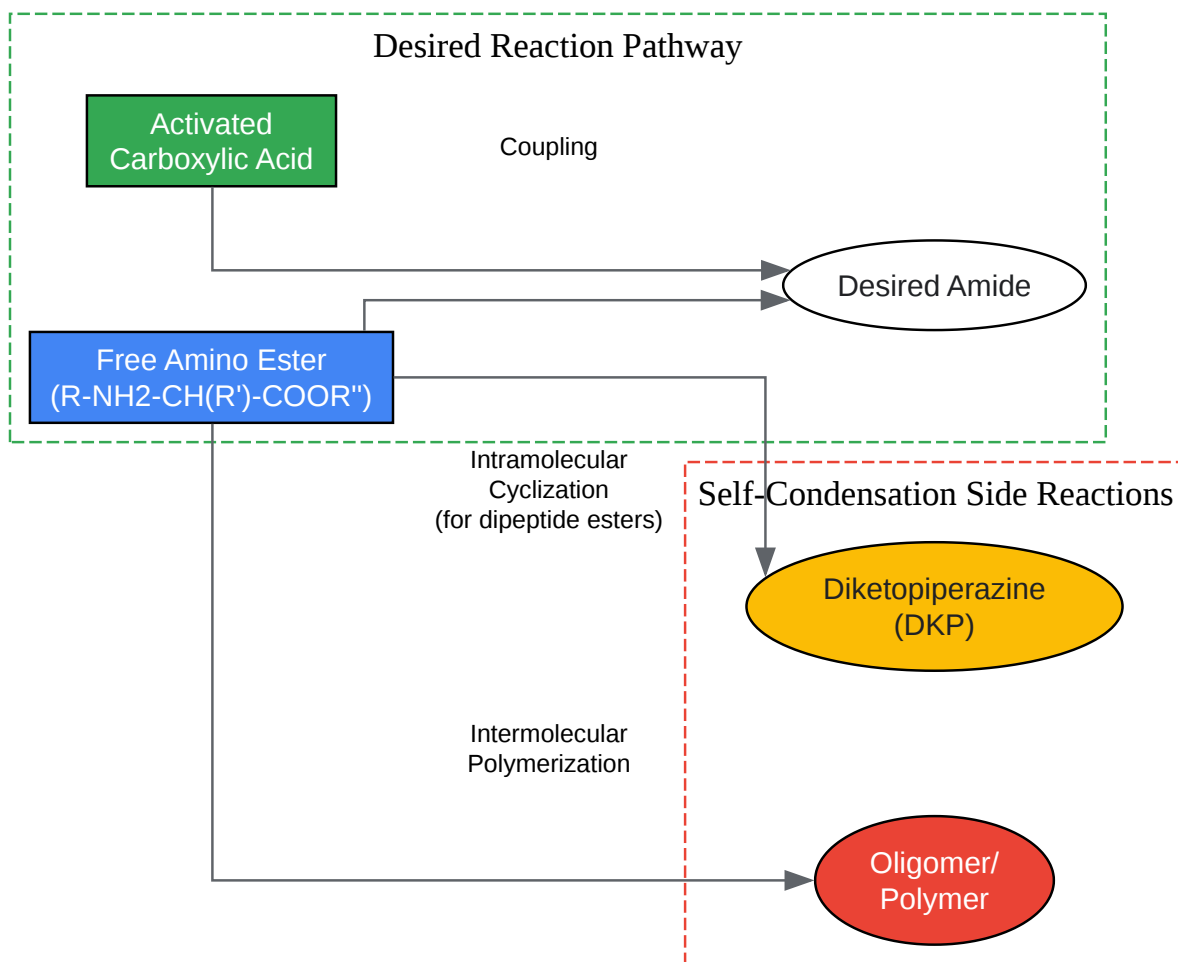 Desired Reaction Pathway
Activated
Carboxylic Acid
Coupling
Desired Amide
Free Amino Ester
(R-NH2-CH(R')-COOR'')
Intramolecular
Cyclization
(for dipeptide esters)
Self-Condensation Side Reactions
Diketopiperazine
(DKP)
Intermolecular
Polymerization
Oligomer/
Polymer